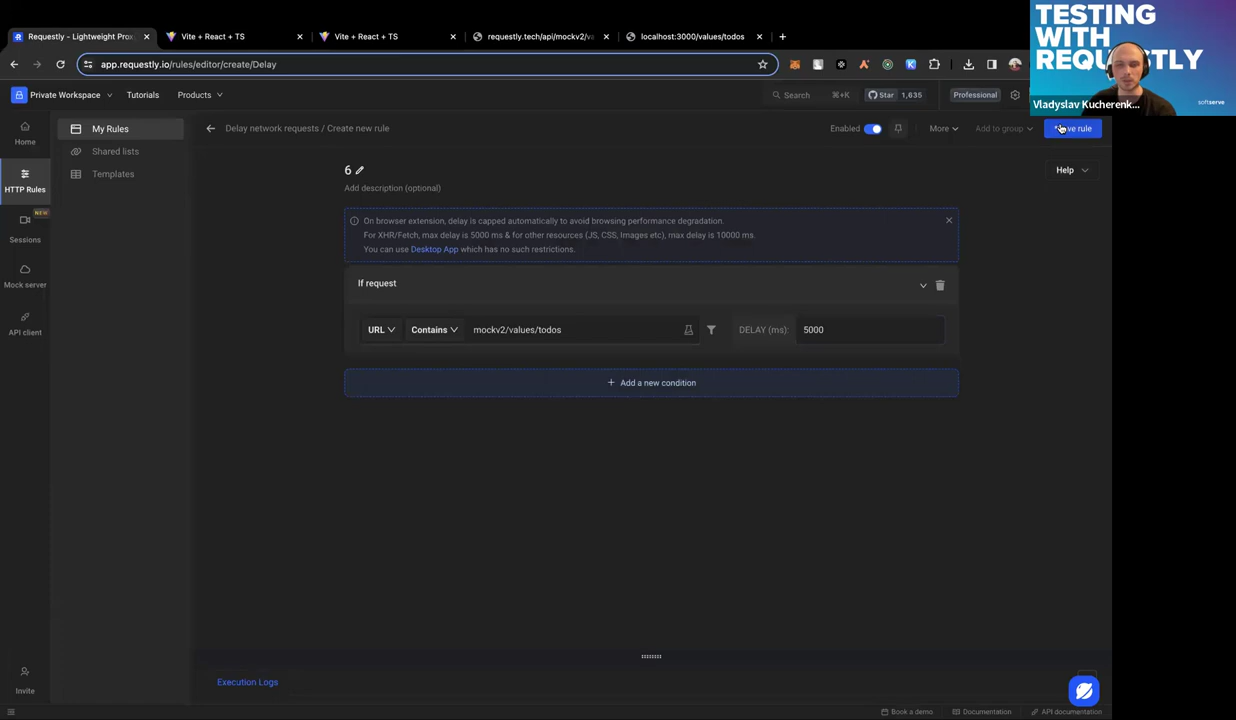 Requestly - Lightweight Prox
Vite + React + TS
Vite + React + TS
requestly.tech/api/mockv2/va
localhost:3000/values/todos
TESTING
WITH
REQUESTLY
Vladyslav Kucherenk...
softserve
app.requestly.io/rules/editor/create/Delay
Private Workspace
Tutorials
Products
Search
⌘+K
Star
1,635
Professional
Home
HTTP Rules
NEW
Sessions
Mock server
API client
Invite
My Rules
Shared lists
Templates
Delay network requests / Create new rule
Enabled
More
Add to group
rule
6
Add description (optional)
Help
On browser extension, delay is capped automatically to avoid browsing performance degradation.
For XHR/Fetch, max delay is 5000 ms & for other resources (JS, CSS, Images etc), max delay is 10000 ms.
You can use Desktop App which has no such restrictions.
If request
URL
Contains
mockv2/values/todos
DELAY (ms):
5000
+ Add a new condition
Execution Logs
Book a demo
Documentation
API documentation